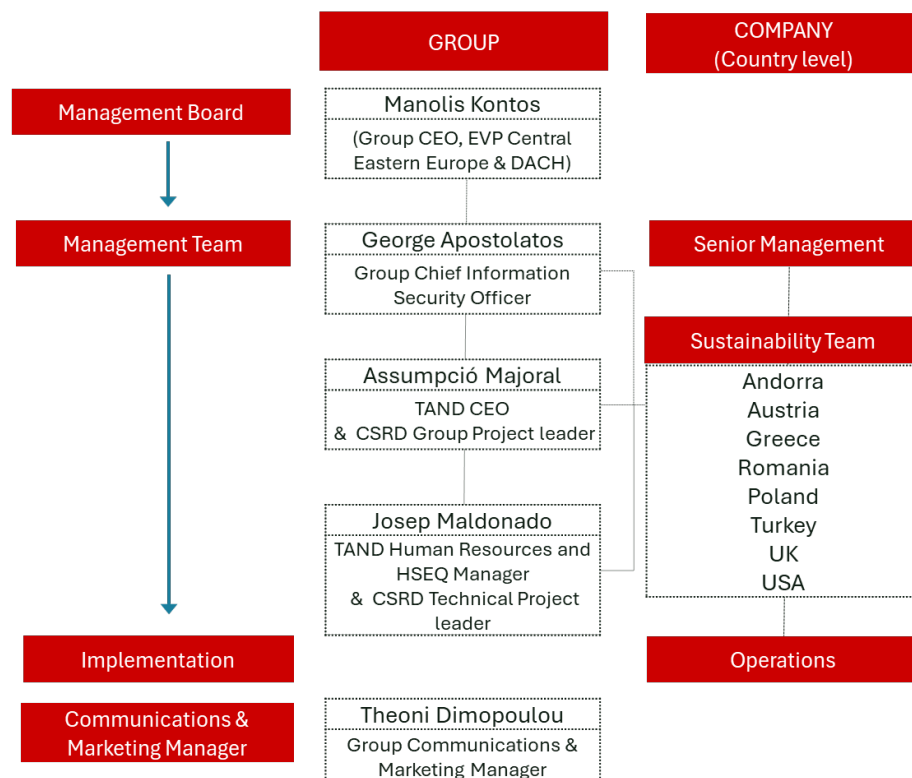 GROUP
COMPANY
(Country level)
Management Board
Manolis Kontos
(Group CEO, EVP Central
Eastern Europe & DACH)
Management Team
George Apostolatos
Group Chief Information
Security Officer
Senior Management
Sustainability Team
Assumpció Majoral
TAND CEO
& CSRD Group Project leader
Andorra
Austria
Greece
Romania
Poland
Turkey
UK
USA
Josep Maldonado
TAND Human Resources and
HSEQ Manager
& CSRD Technical Project
leader
Implementation
Operations
Communications &
Marketing Manager
Theoni Dimopoulou
Group Communications &
Marketing Manager